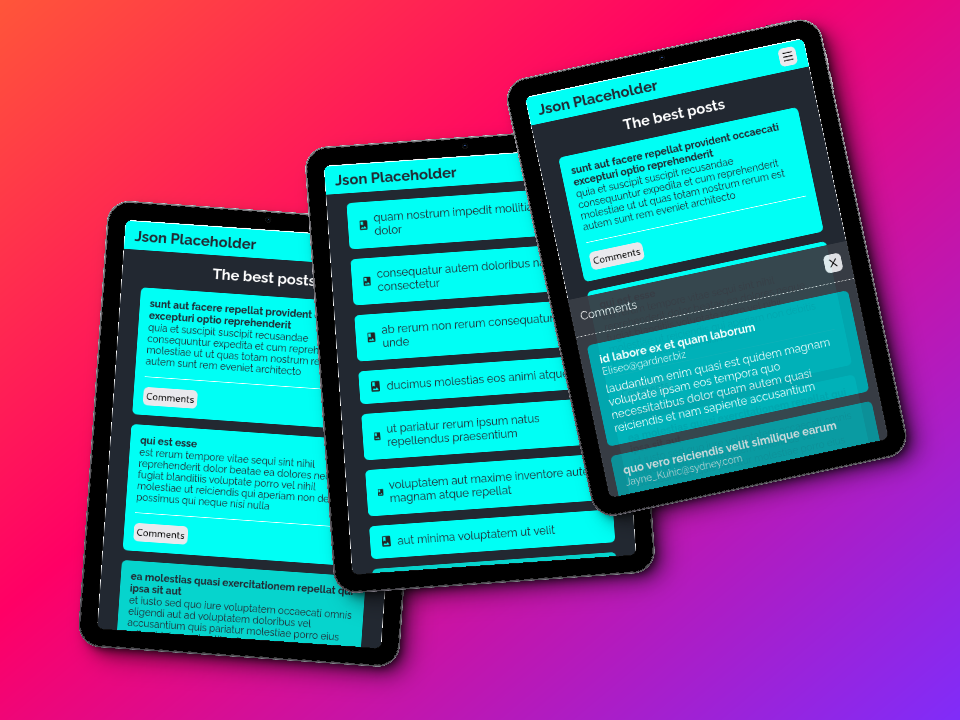 Json Placeholder
The best posts
sunt aut facere repellat provident
excepturi optio reprehenderit
quia et suscipit suscipit recusandae
consequuntur expedita et cum
molestiae ut ut quas totam nostrum
autem sunt rem eveniet architecto
Comments
qui est esse
est rerum tempore vitae sequi sint nihil
reprehenderit dolor beatae ea dolores
fugiat blanditiis voluptate porro vel nihil
molestiae ut reiciendis qui aperiam non
possimus qui neque nisi nulla
Comments
ea molestias quasi exercitationem repellat
ipsa sit aut
et iusto sed quo iure voluptatem occaecati omnis
eligendi aut ad voluptatem doloribus vel
accusantium quis pariatur molestiae porro eius
Json Placeholder
quam nostrum impedit
dolor
consequatur autem doloribus
consectetur
ab rerum non rerum consequatur
unde
ducimus molestias eos animi
ut pariatur rerum ipsum natus
repellendus praesentium
voluptatem aut maxime inventore
magnam atque repellat
aut minima voluptatem ut velit
Json Placeholder
The best posts
sunt aut facere repellat provident occaecati
excepturi optio reprehenderit
quia et suscipit suscipit recusandae
consequuntur expedita et cum reprehenderit
molestiae ut ut quas totam nostrum rerum est
autem sunt rem eveniet architecto
Comments
Comments
X
id labore ex et quam laborum
Eliseo@gardner.biz
laudantium enim quasi est quidem magnam
voluptate ipsam eos tempora quo
necessitatibus dolor quam autem quasi
reiciendis et nam sapiente accusantium
quo vero reiciendis velit similique earum
Jayne_Kuhic@sydney.com